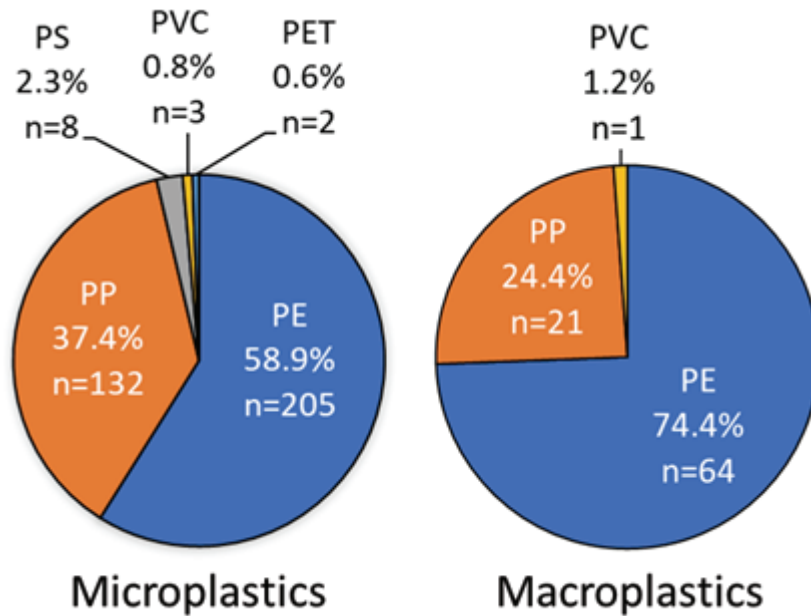 PS
2.3%
n=8
PVC
0.8%
n=3
PET
0.6%
n=2
PP
37.4%
n=132
PE
58.9%
n=205
Microplastics
PVC
1.2%
n=1
PP
24.4%
n=21
PE
74.4%
n=64
Macroplastics